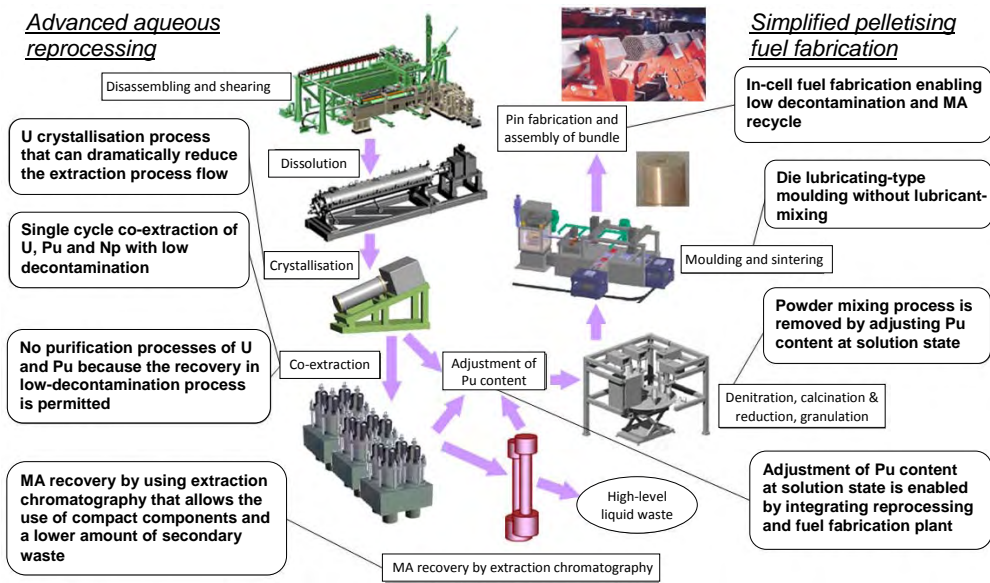 Advanced aqueous
reprocessing
Disassembling and shearing
U crystallisation process
that can dramatically reduce
the extraction process flow
Dissolution
Single cycle co-extraction of
U, Pu and Np with low
decontamination
Crystallisation
No purification processes of U
and Pu because the recovery in
low-decontamination process
is permitted
Co-extraction
Adjustment of
Pu content
MA recovery by using extraction
chromatography that allows the
use of compact components and
a lower amount of secondary
waste
High-level
liquid waste
MA recovery by extraction chromatography
Simplified pelletising
fuel fabrication
In-cell fuel fabrication enabling
low decontamination and MA
recycle
Pin fabrication and
assembly of bundle
Die lubricating-type
moulding without lubricant-
mixing
Moulding and sintering
Powder mixing process is
removed by adjusting Pu
content at solution state
Denitration, calcination &
reduction, granulation
Adjustment of Pu content
at solution state is enabled
by integrating reprocessing
and fuel fabrication plant